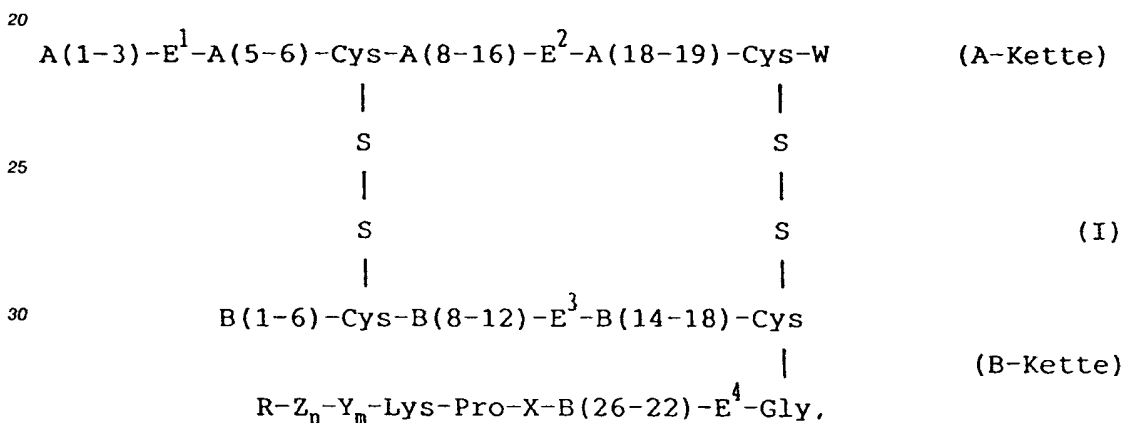 20
A(1-3)-E¹-A(5-6)-Cys-A(8-16)-E²-A(18-19)-Cys-W (A-Kette)
| |
S S
25
| |
S S (I)
| |
30 B(1-6)-Cys-B(8-12)-E³-B(14-18)-Cys
| (B-Kette)
R-Zₙ-Yₘ-Lys-Pro-X-B(26-22)-E⁴-Gly,